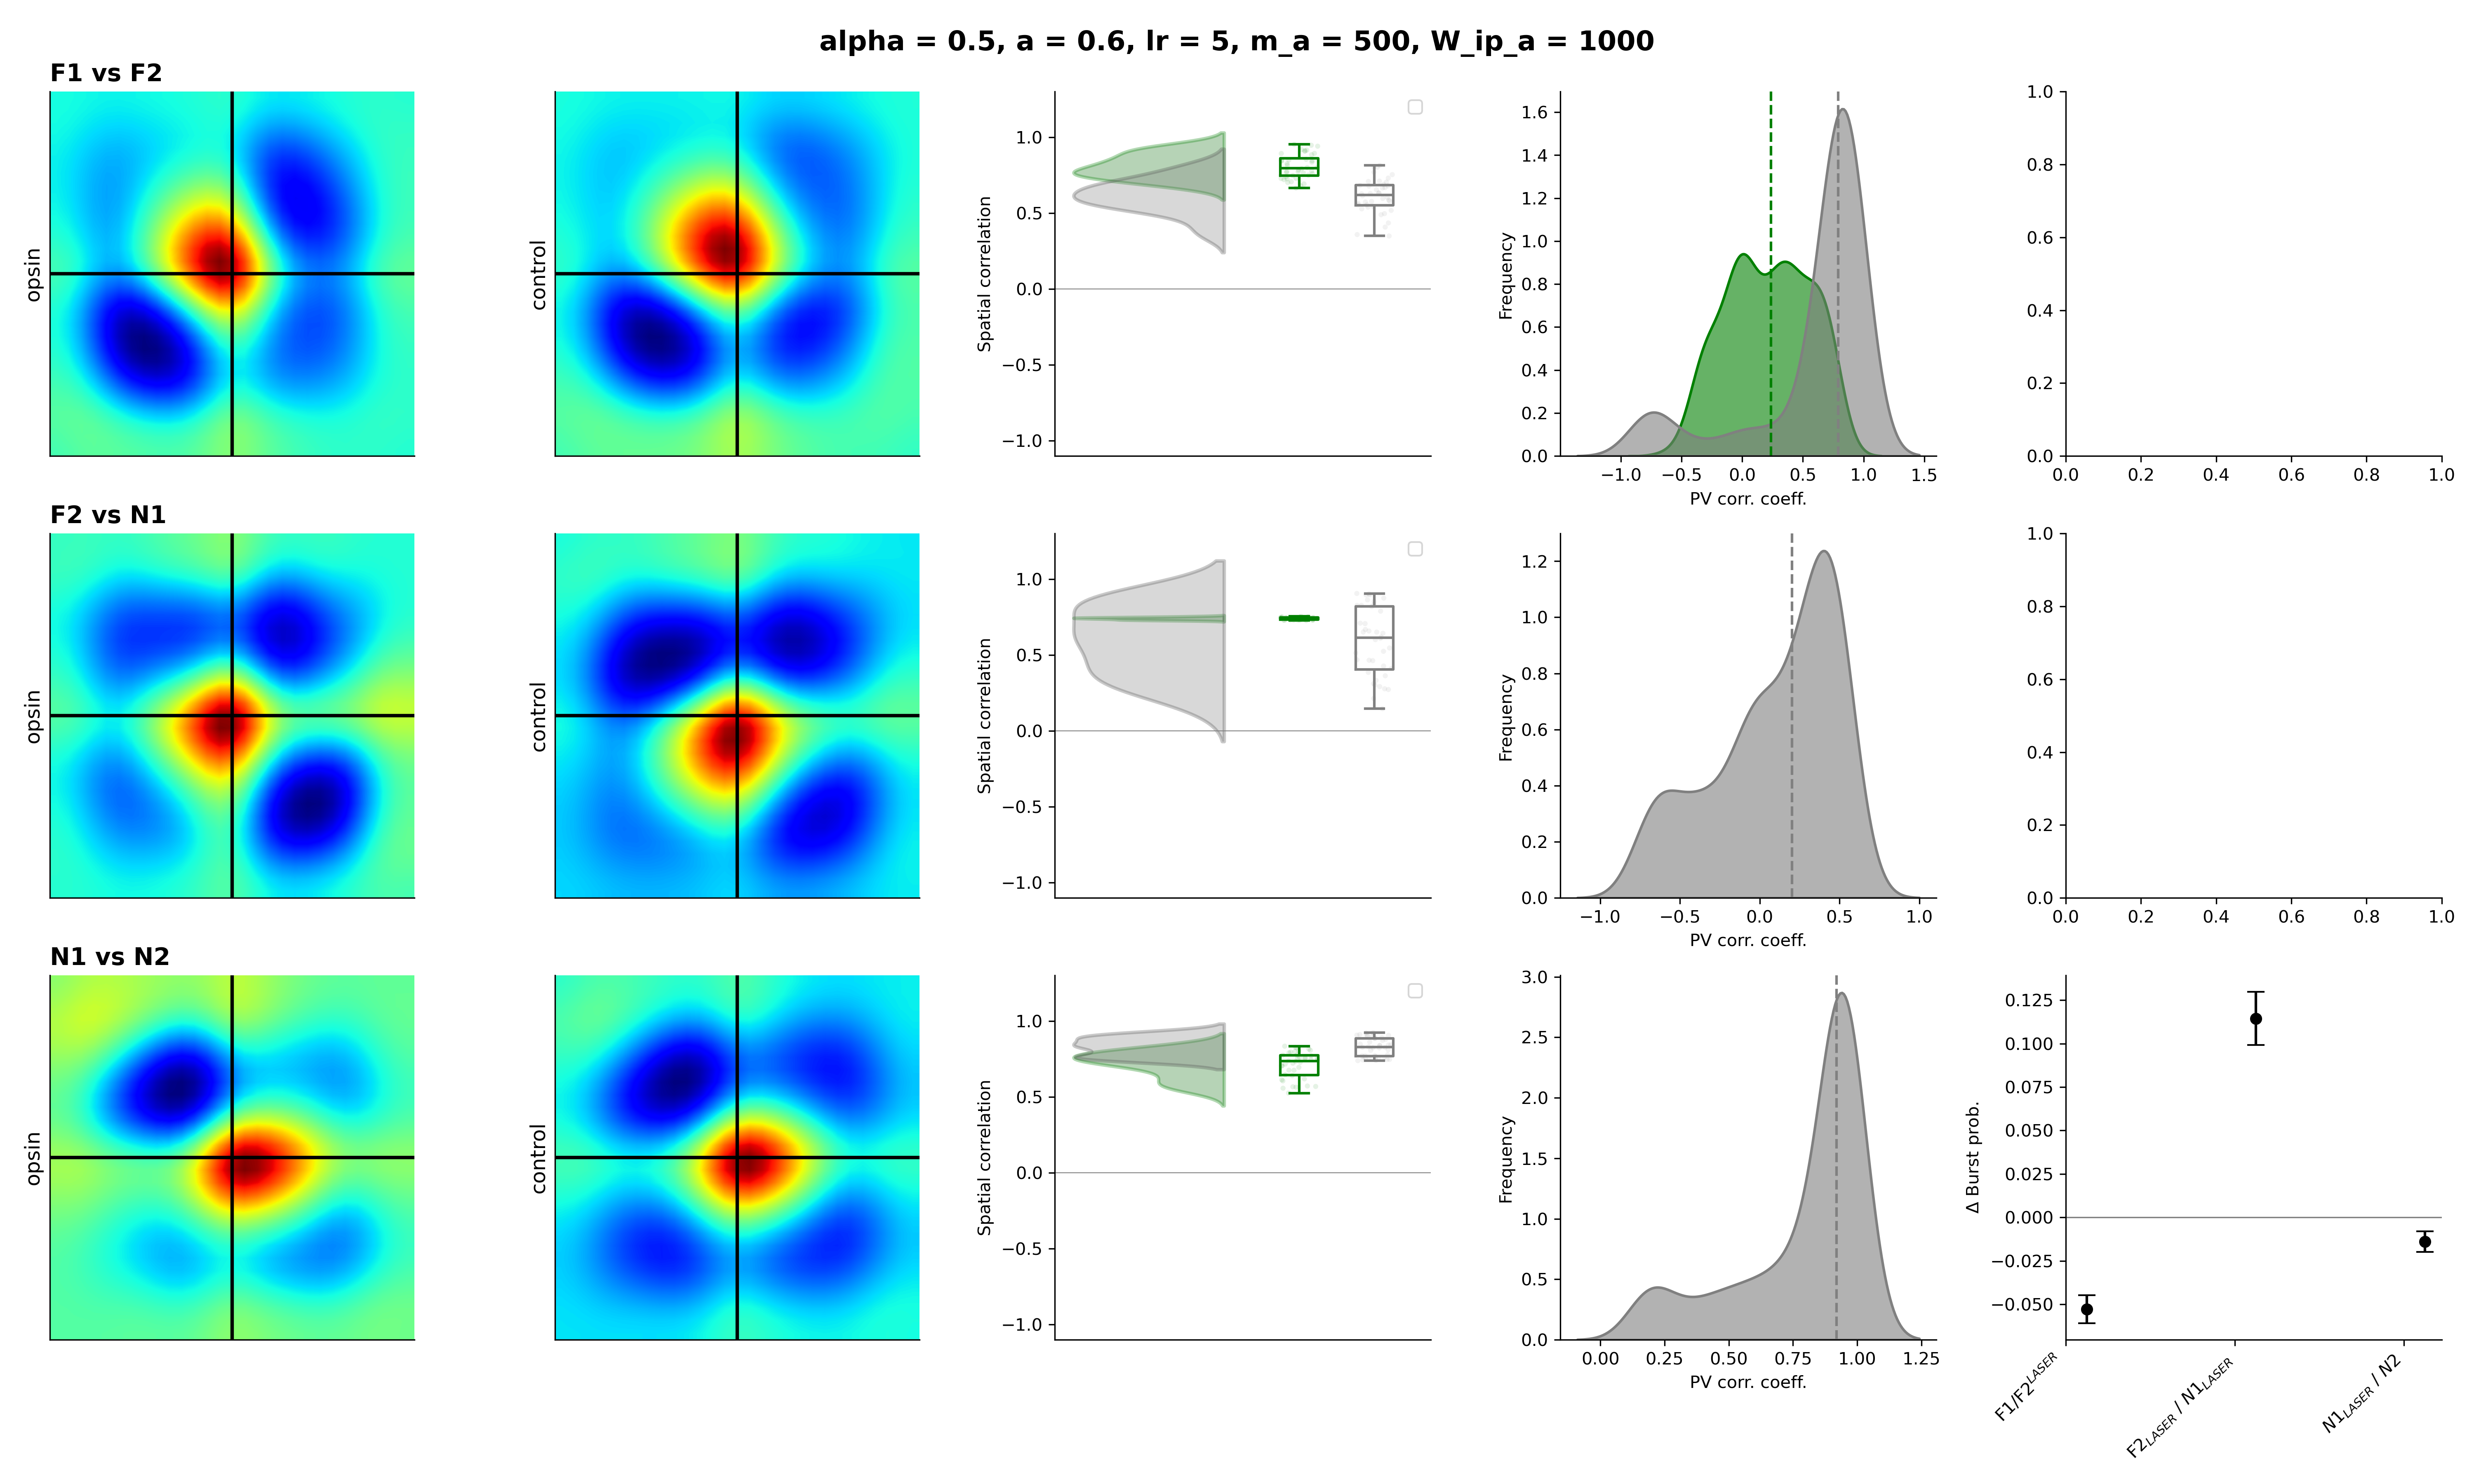 alpha = 0.5, a = 0.6, lr = 5, m_a = 500, W_ip_a = 1000
F1 vs F2
opsin
control
Spatial correlation
1.0
0.5
0.0
−0.5
−1.0
Frequency
1.6
1.4
1.2
1.0
0.8
0.6
0.4
0.2
0.0
−1.0 −0.5 0.0 0.5 1.0 1.5
PV corr. coeff.
1.0
0.8
0.6
0.4
0.2
0.0
0.0 0.2 0.4 0.6 0.8 1.0
F2 vs N1
opsin
control
Spatial correlation
1.0
0.5
0.0
−0.5
−1.0
Frequency
1.2
1.0
0.8
0.6
0.4
0.2
0.0
−1.0 −0.5 0.0 0.5 1.0
PV corr. coeff.
1.0
0.8
0.6
0.4
0.2
0.0
0.0 0.2 0.4 0.6 0.8 1.0
N1 vs N2
opsin
control
Spatial correlation
1.0
0.5
0.0
−0.5
−1.0
Frequency
3.0
2.5
2.0
1.5
1.0
0.5
0.0
0.00 0.25 0.50 0.75 1.00 1.25
PV corr. coeff.
Δ Burst prob.
0.125
0.100
0.075
0.050
0.025
0.000
−0.025
−0.050
F1/F2^LASER
F2_LASER / N1_LASER
N1_LASER / N2